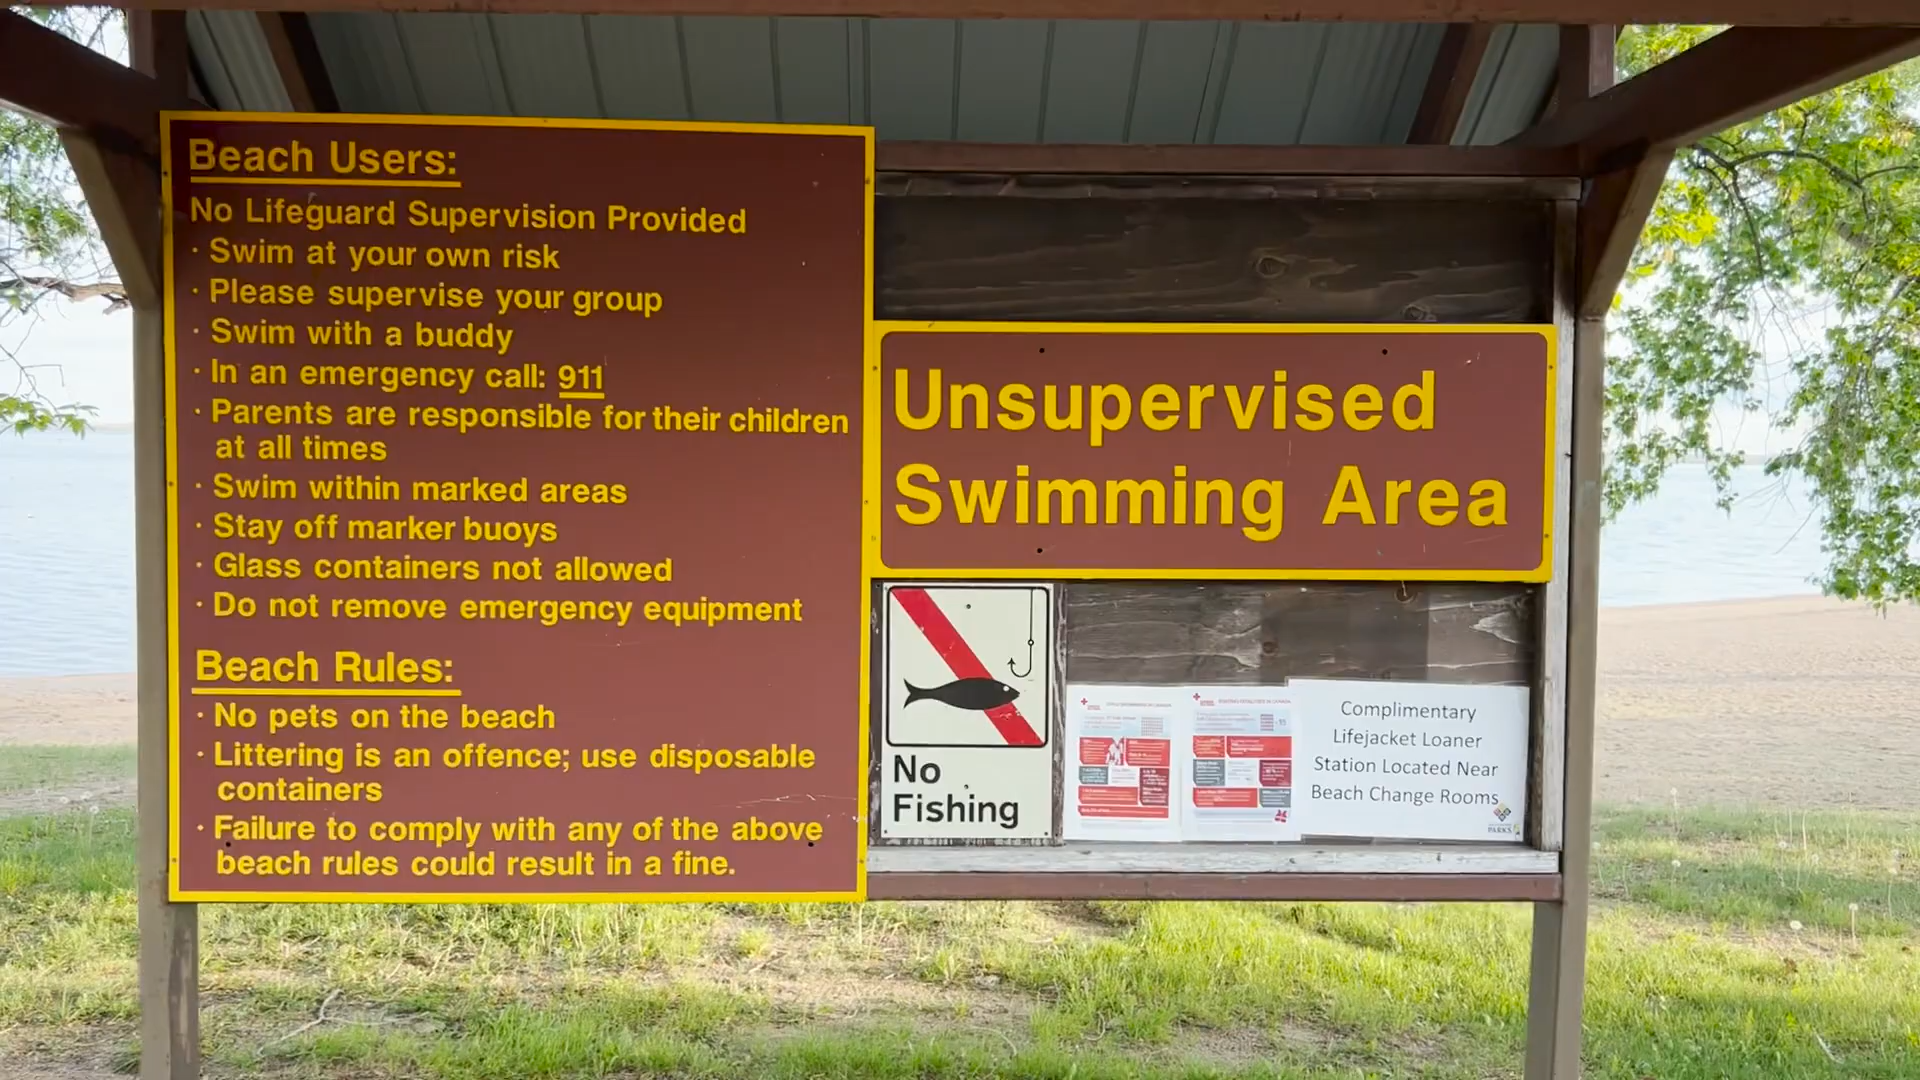 Beach Users:
No Lifeguard Supervision Provided
· Swim at your own risk
· Please supervise your group
· Swim with a buddy
· In an emergency call: 911
· Parents are responsible for their children
at all times
· Swim within marked areas
· Stay off marker buoys
· Glass containers not allowed
· Do not remove emergency equipment
Beach Rules:
· No pets on the beach
· Littering is an offence; use disposable
containers
· Failure to comply with any of the above
beach rules could result in a fine.
Unsupervised
Swimming Area
No
Fishing
Complimentary
Lifejacket Loaner
Station Located Near
Beach Change Rooms
PARKS